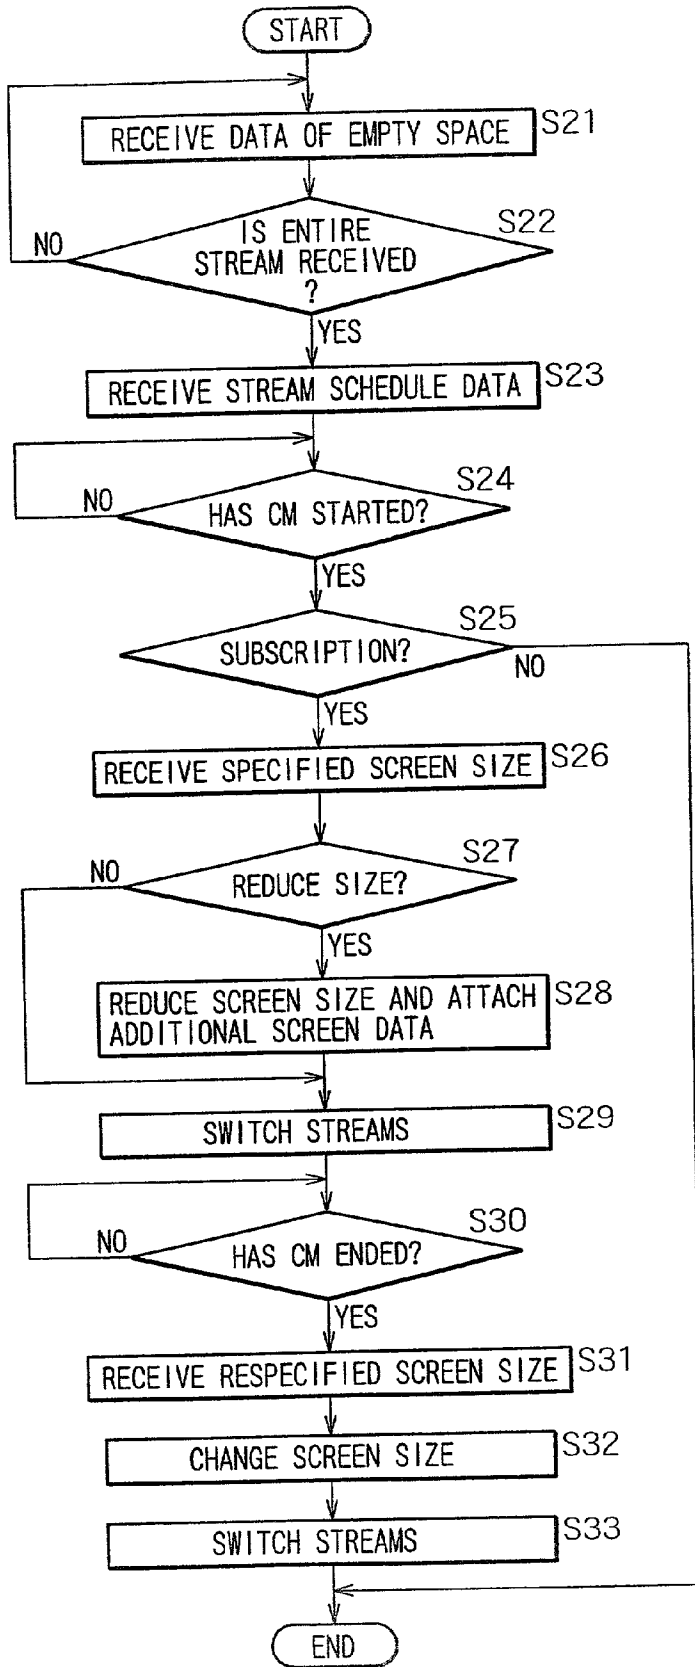 START
RECEIVE DATA OF EMPTY SPACE
S21
IS ENTIRE
STREAM RECEIVED
?
S22
NO
YES
RECEIVE STREAM SCHEDULE DATA
S23
HAS CM STARTED?
S24
NO
YES
SUBSCRIPTION?
S25
NO
YES
RECEIVE SPECIFIED SCREEN SIZE
S26
REDUCE SIZE?
S27
NO
YES
REDUCE SCREEN SIZE AND ATTACH
ADDITIONAL SCREEN DATA
S28
SWITCH STREAMS
S29
HAS CM ENDED?
S30
NO
YES
RECEIVE RESPECIFIED SCREEN SIZE
S31
CHANGE SCREEN SIZE
S32
SWITCH STREAMS
S33
END